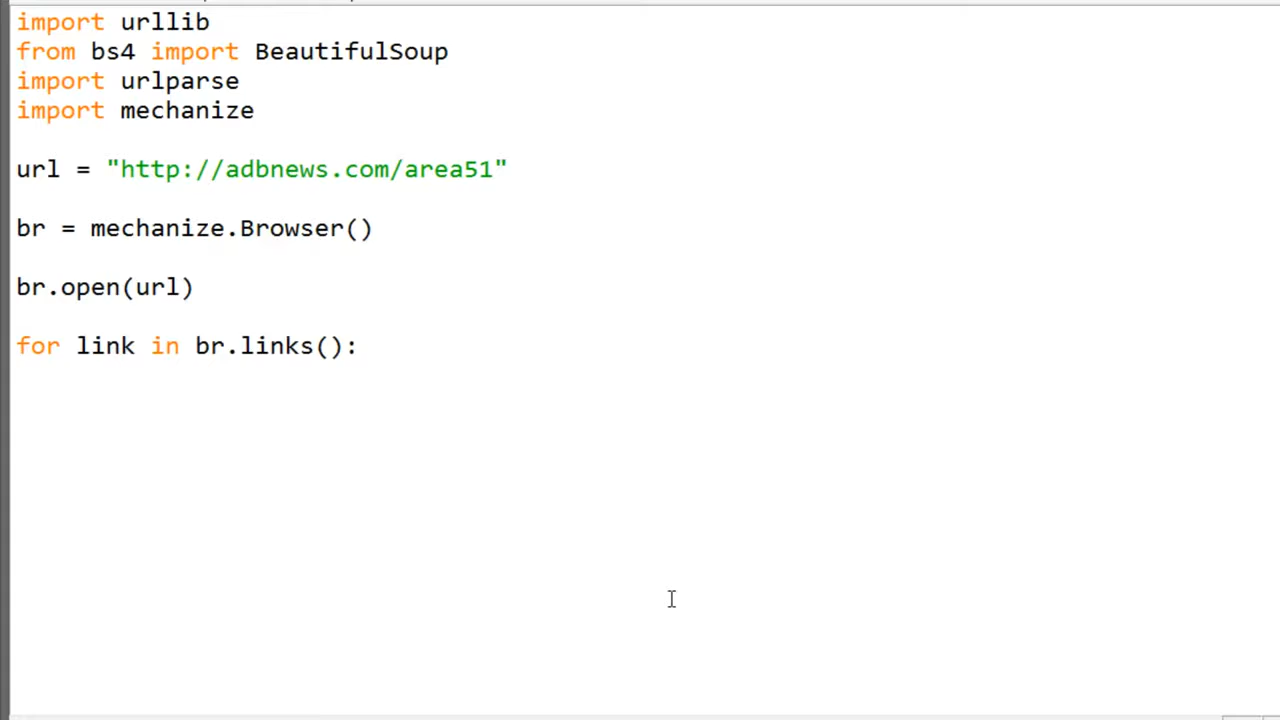 import urllib
from bs4 import BeautifulSoup
import urlparse
import mechanize
url = "http://adbnews.com/area51"
br = mechanize.Browser()
br.open(url)
for link in br.links():